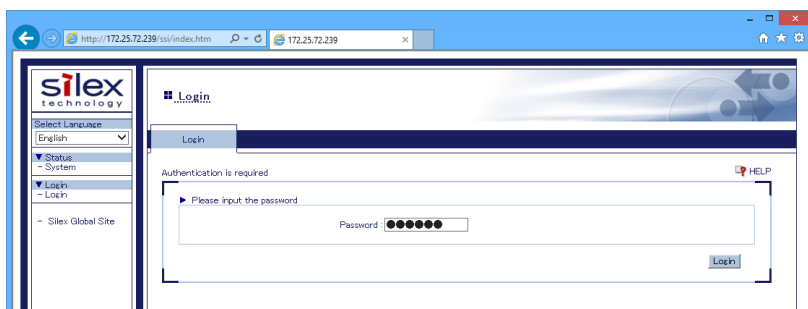 http://172.25.72.239/ssi/index.htm
172.25.72.239
silex
technology
Select Language
English
▼ Status
- System
▼ Login
- Login
- Silex Global Site
Login
Login
Authentication is required
HELP
▶ Please input the password
Password : ●●●●●●
Login